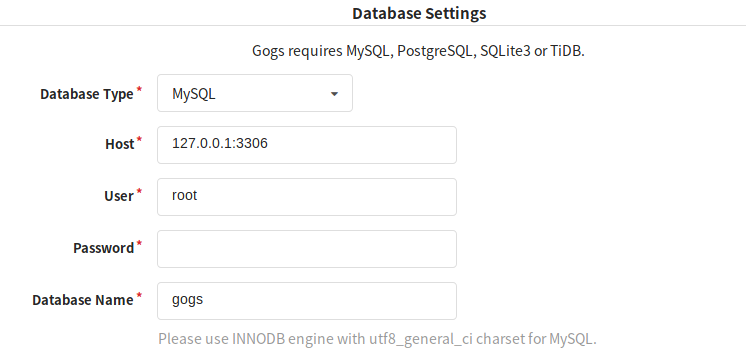 Database Settings
Gogs requires MySQL, PostgreSQL, SQLite3 or TiDB.
Database Type* MySQL
Host* 127.0.0.1:3306
User* root
Password*
Database Name* gogs
Please use INNODB engine with utf8_general_ci charset for MySQL.